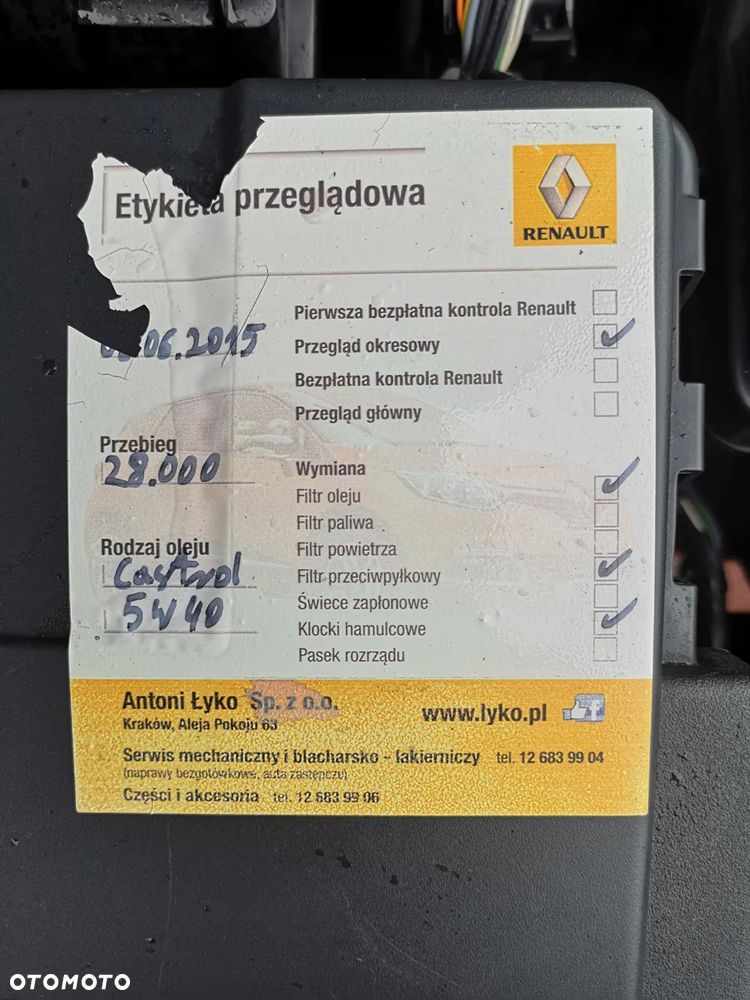 Etykieta przeglądowa
RENAULT
Pierwsza bezpłatna kontrola Renault
.06.2015
Przegląd okresowy
Bezpłatna kontrola Renault
Przegląd główny
Przebieg
28.000
Wymiana
Filtr oleju
Filtr paliwa
Filtr powietrza
Rodzaj oleju
Castrol
5W40
Filtr przeciwpyłkowy
Świece zapłonowe
Klocki hamulcowe
Pasek rozrządu
Antoni Łyko Sp. z o.o.
Kraków, Aleja Pokoju 63
www.lyko.pl
Serwis mechaniczny i blacharsko - lakierniczy tel. 12 683 99 04
(naprawy bezgotówkowe, auta zastępcze)
Części i akcesoria tel. 12 683 99 06
OTOMOTO